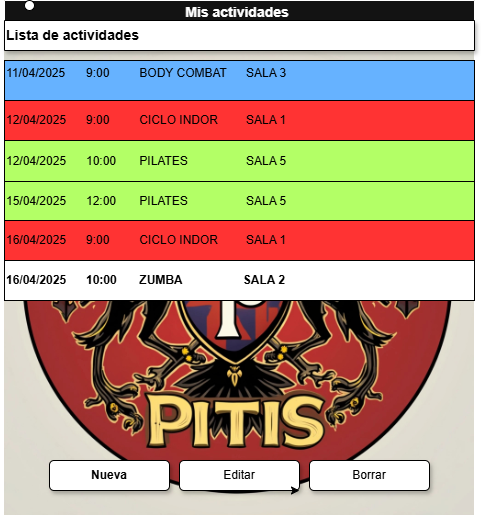 Mis actividades
Lista de actividades
11/04/2025 9:00 BODY COMBAT SALA 3
12/04/2025 9:00 CICLO INDOR SALA 1
12/04/2025 10:00 PILATES SALA 5
15/04/2025 12:00 PILATES SALA 5
16/04/2025 9:00 CICLO INDOR SALA 1
16/04/2025 10:00 ZUMBA SALA 2
PITIS
Nueva Editar Borrar